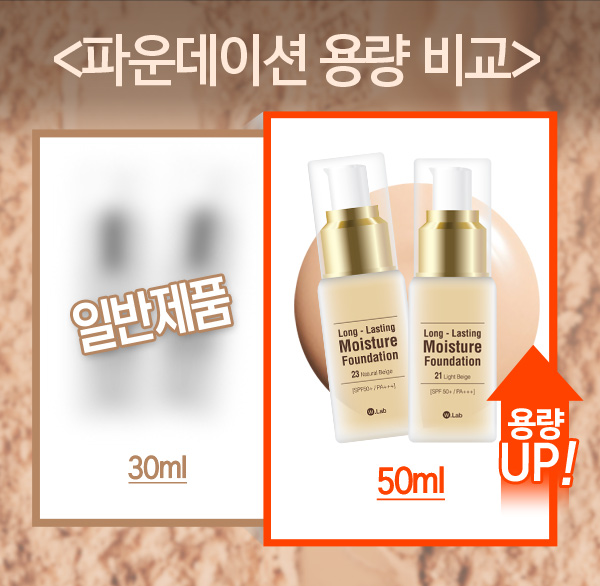 <파운데이션 용량 비교>
일반제품
30ml
Long - Lasting
Moisture
Foundation
23 Natural Beige
[SPF50+ / PA+++]
W.Lab
Long - Lasting
Moisture
Foundation
21 Light Beige
[SPF 50+ / PA+++]
W.Lab
50ml
용량
UP!